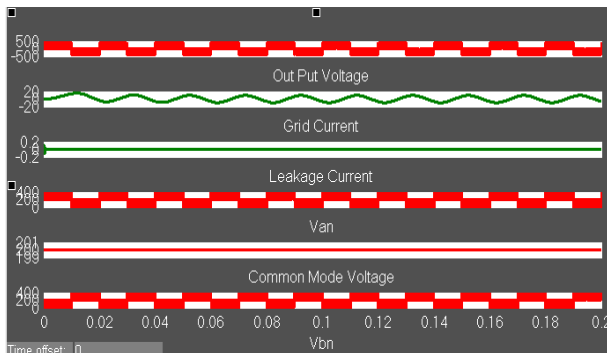 500
0
-500
Out Put Voltage
20
0
-20
Grid Current
0.2
0
-0.2
Leakage Current
400
200
0
Van
201
200
199
Common Mode Voltage
400
200
0
0 0.02 0.04 0.06 0.08 0.1 0.12 0.14 0.16 0.18 0.2
Vbn
Time offset: 0